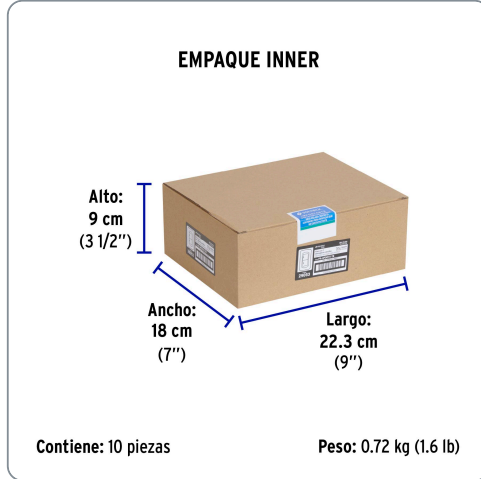 EMPAQUE INNER
Alto:
9 cm
(3 1/2")
Ancho:
18 cm
(7")
Largo:
22.3 cm
(9")
Contiene: 10 piezas
Peso: 0.72 kg (1.6 lb)